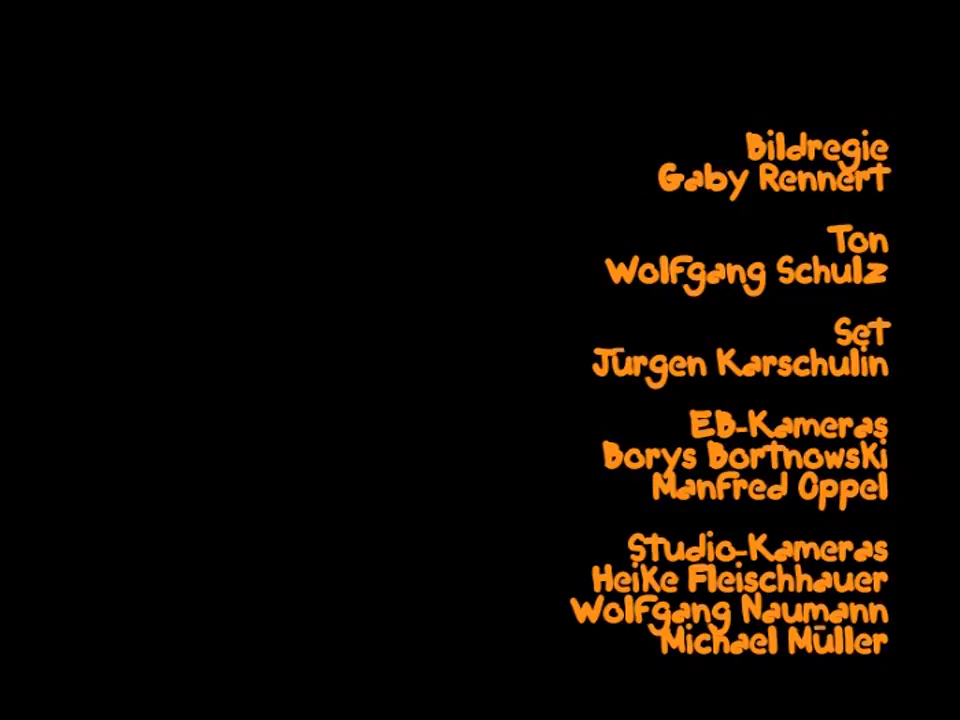 Bildregie
Gaby Rennert
Ton
Wolfgang Schulz
Set
Jürgen Karschulin
EB-Kameras
Borys Bortnowski
Manfred Oppel
Studio-Kameras
Heike Fleischhauer
Wolfgang Naumann
Michael Müller